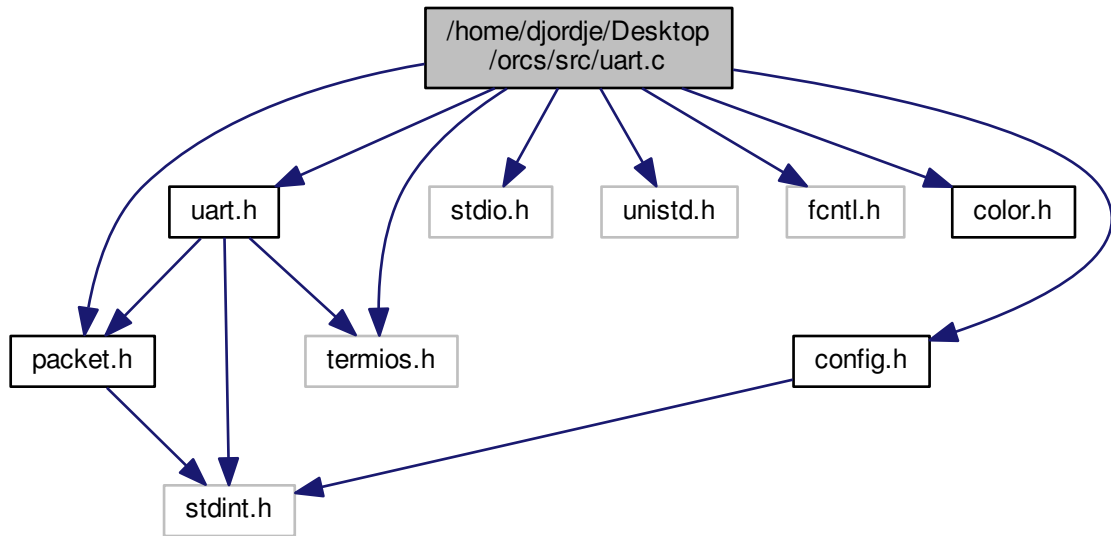 /home/djordje/Desktop
/orcs/src/uart.c
uart.h
stdio.h
unistd.h
fcntl.h
color.h
packet.h
termios.h
config.h
stdint.h